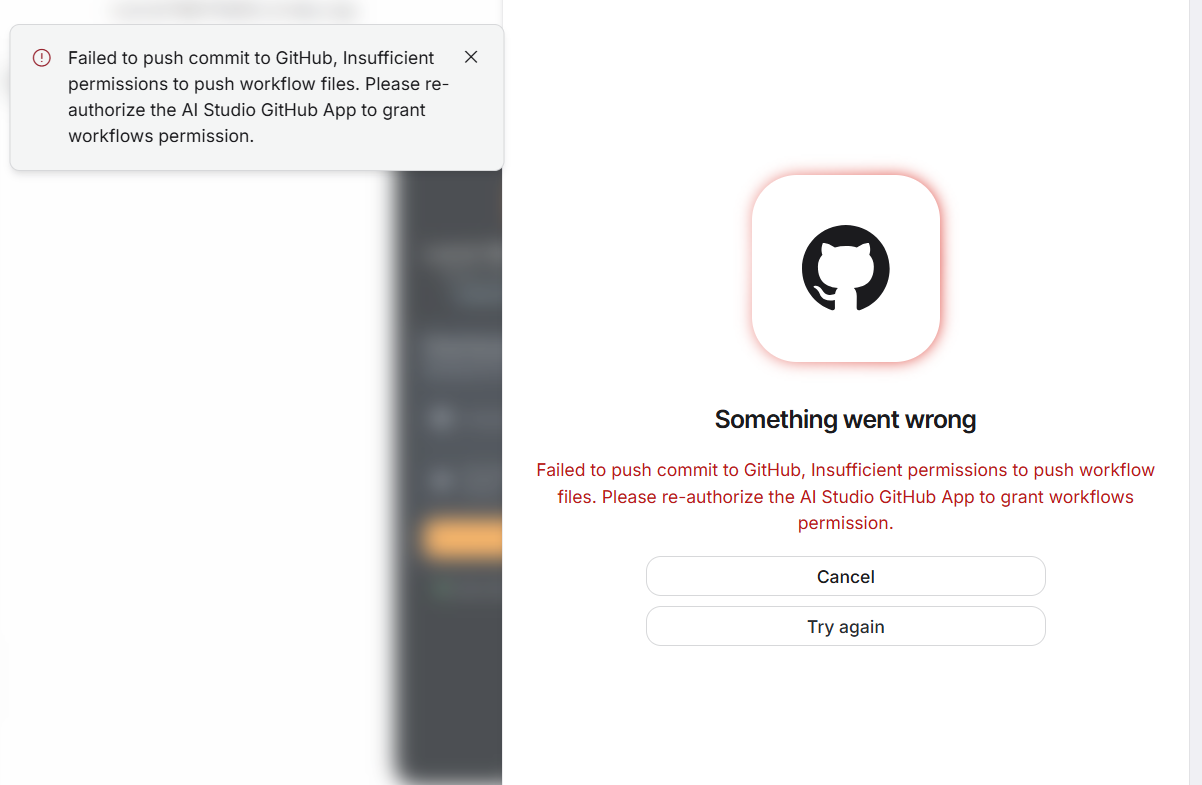 Failed to push commit to GitHub, Insufficient
permissions to push workflow files. Please re-
authorize the AI Studio GitHub App to grant
workflows permission.
Something went wrong
Failed to push commit to GitHub, Insufficient permissions to push workflow
files. Please re-authorize the AI Studio GitHub App to grant workflows
permission.
Cancel
Try again